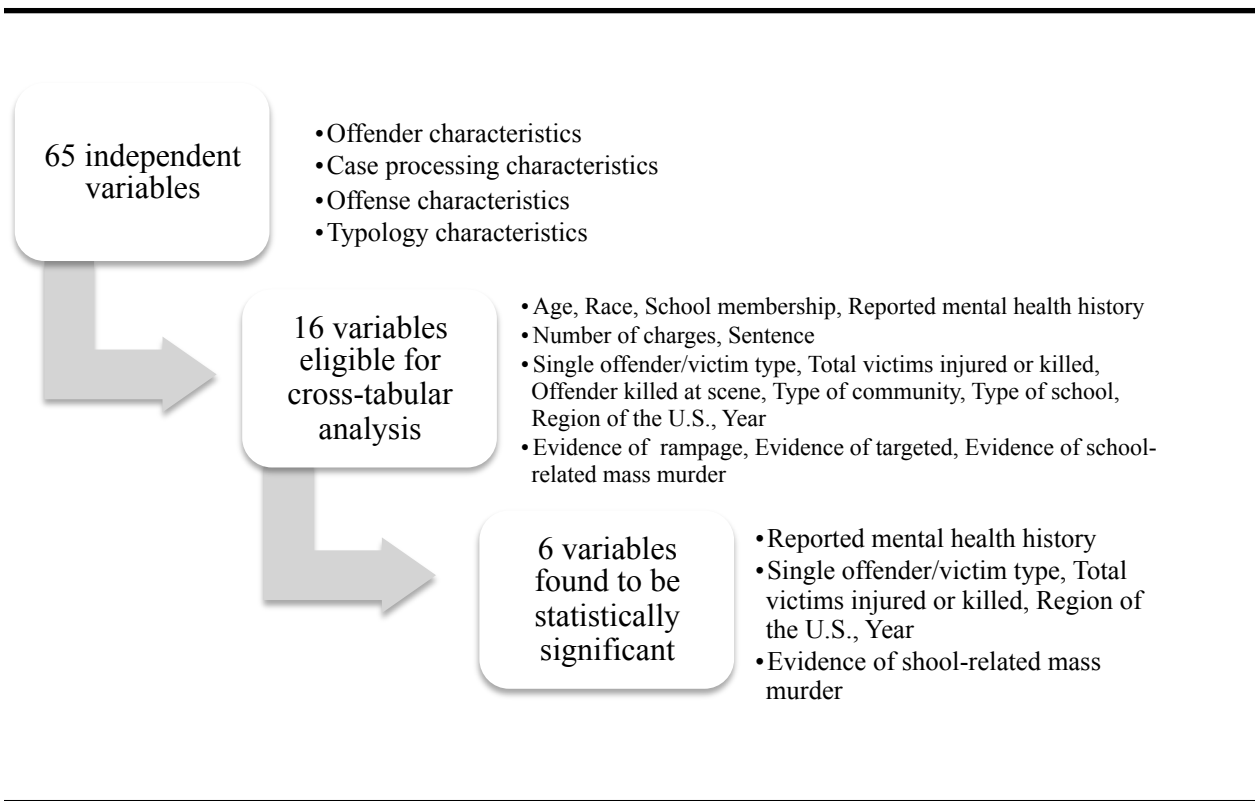 65 independent
variables
•Offender characteristics
•Case processing characteristics
•Offense characteristics
•Typology characteristics
16 variables
eligible for
cross-tabular
analysis
•Age, Race, School membership, Reported mental health history
•Number of charges, Sentence
•Single offender/victim type, Total victims injured or killed,
Offender killed at scene, Type of community, Type of school,
Region of the U.S., Year
•Evidence of rampage, Evidence of targeted, Evidence of school-
related mass murder
6 variables
found to be
statistically
significant
•Reported mental health history
•Single offender/victim type, Total
victims injured or killed, Region of
the U.S., Year
•Evidence of shool-related mass
murder